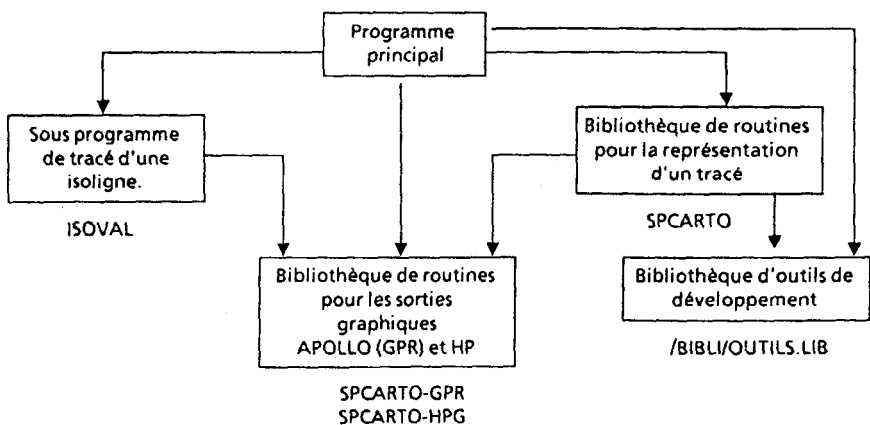 Programme
principal
Sous programme
de tracé d'une
isoligne.
ISOVAL
Bibliothèque de routines
pour la représentation
d'un tracé
SPCARTO
Bibliothèque de routines
pour les sorties
graphiques
APOLLO (GPR) et HP
SPCARTO-GPR
SPCARTO-HPG
Bibliothèque d'outils de
développement
/BIBLI/OUTILS.LIB